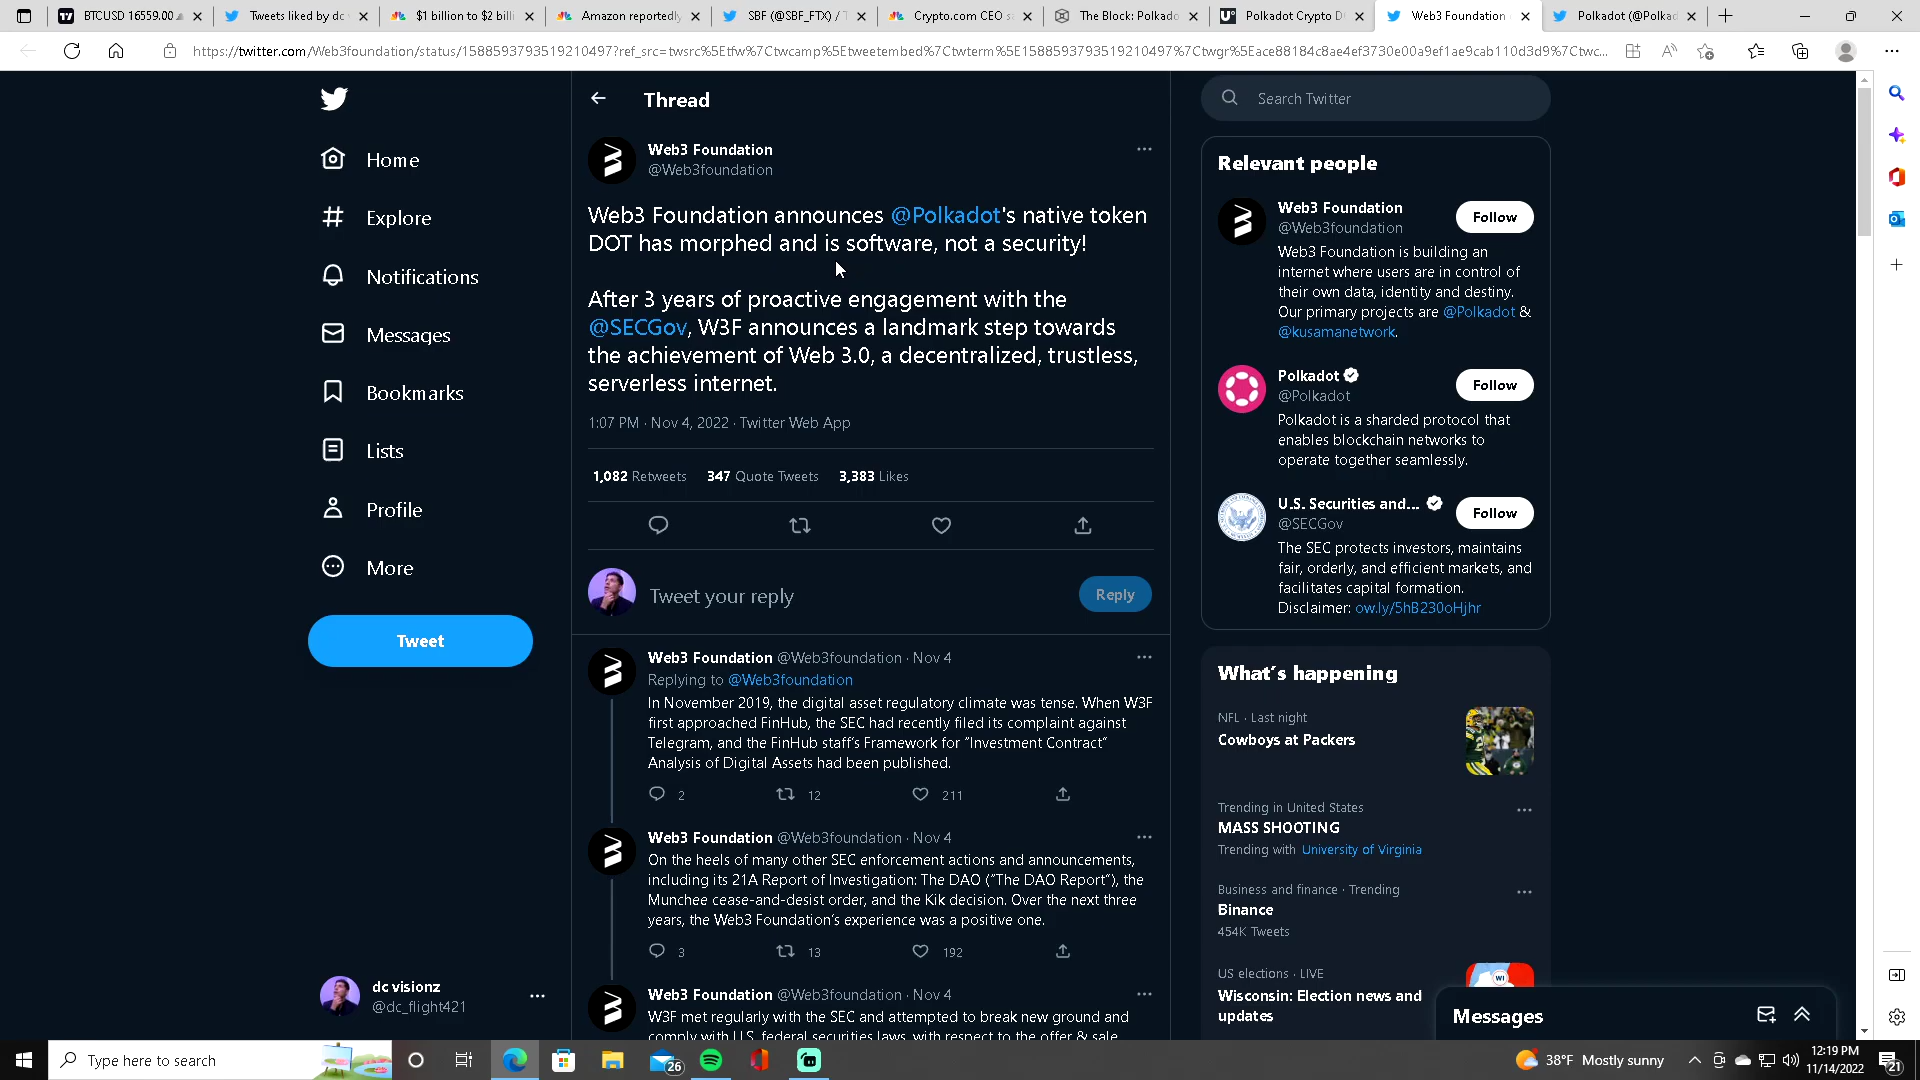 BTCUSD 16559.00
Tweets liked by dc
$1 billion to $2 bill
Amazon reportedly
SBF (@SBF_FTX) / T
Crypto.com CEO s
The Block: Polkado
Polkadot Crypto D
Web3 Foundation
Polkadot (@Polkad
https://twitter.com/Web3foundation/status/1588593793519210497?ref_src=twsrc%5Etfw%7Ctwcamp%5Etweetembed%7Ctwterm%5E1588593793519210497%7Ctwgr%5Eace88184c8ae4ef3730e00a9ef1ae9cab110d3d9%7Ctwc...
Home
Explore
Notifications
Messages
Bookmarks
Lists
Profile
More
Tweet
dc visionz
@dc_flight421
Thread
Web3 Foundation
@Web3foundation
Web3 Foundation announces @Polkadot's native token
DOT has morphed and is software, not a security!
After 3 years of proactive engagement with the
@SECGov, W3F announces a landmark step towards
the achievement of Web 3.0, a decentralized, trustless,
serverless internet.
1:07 PM · Nov 4, 2022 · Twitter Web App
1,082 Retweets 347 Quote Tweets 3,383 Likes
Tweet your reply
Reply
Web3 Foundation @Web3foundation · Nov 4
Replying to @Web3foundation
In November 2019, the digital asset regulatory climate was tense. When W3F
first approached FinHub, the SEC had recently filed its complaint against
Telegram, and the FinHub staff's Framework for "Investment Contract"
Analysis of Digital Assets had been published.
2 12 211
Web3 Foundation @Web3foundation · Nov 4
On the heels of many other SEC enforcement actions and announcements,
including its 21A Report of Investigation: The DAO ("The DAO Report"), the
Munchee cease-and-desist order, and the Kik decision. Over the next three
years, the Web3 Foundation's experience was a positive one.
3 13 192
Web3 Foundation @Web3foundation · Nov 4
W3F met regularly with the SEC and attempted to break new ground and
comply with U.S. federal securities laws, with respect to the offer & sale
Search Twitter
Relevant people
Web3 Foundation
@Web3foundation
Follow
Web3 Foundation is building an
internet where users are in control of
their own data, identity and destiny.
Our primary projects are @Polkadot &
@kusamanetwork.
Polkadot
@Polkadot
Follow
Polkadot is a sharded protocol that
enables blockchain networks to
operate together seamlessly.
U.S. Securities and...
@SECGov
Follow
The SEC protects investors, maintains
fair, orderly, and efficient markets, and
facilitates capital formation.
Disclaimer: ow.ly/5hB230oHjhr
What's happening
NFL · Last night
Cowboys at Packers
Trending in United States
MASS SHOOTING
Trending with University of Virginia
Business and finance · Trending
Binance
454K Tweets
US elections · LIVE
Wisconsin: Election news and
updates
WI
Messages
Type here to search
26
38°F Mostly sunny
12:19 PM
11/14/2022
21